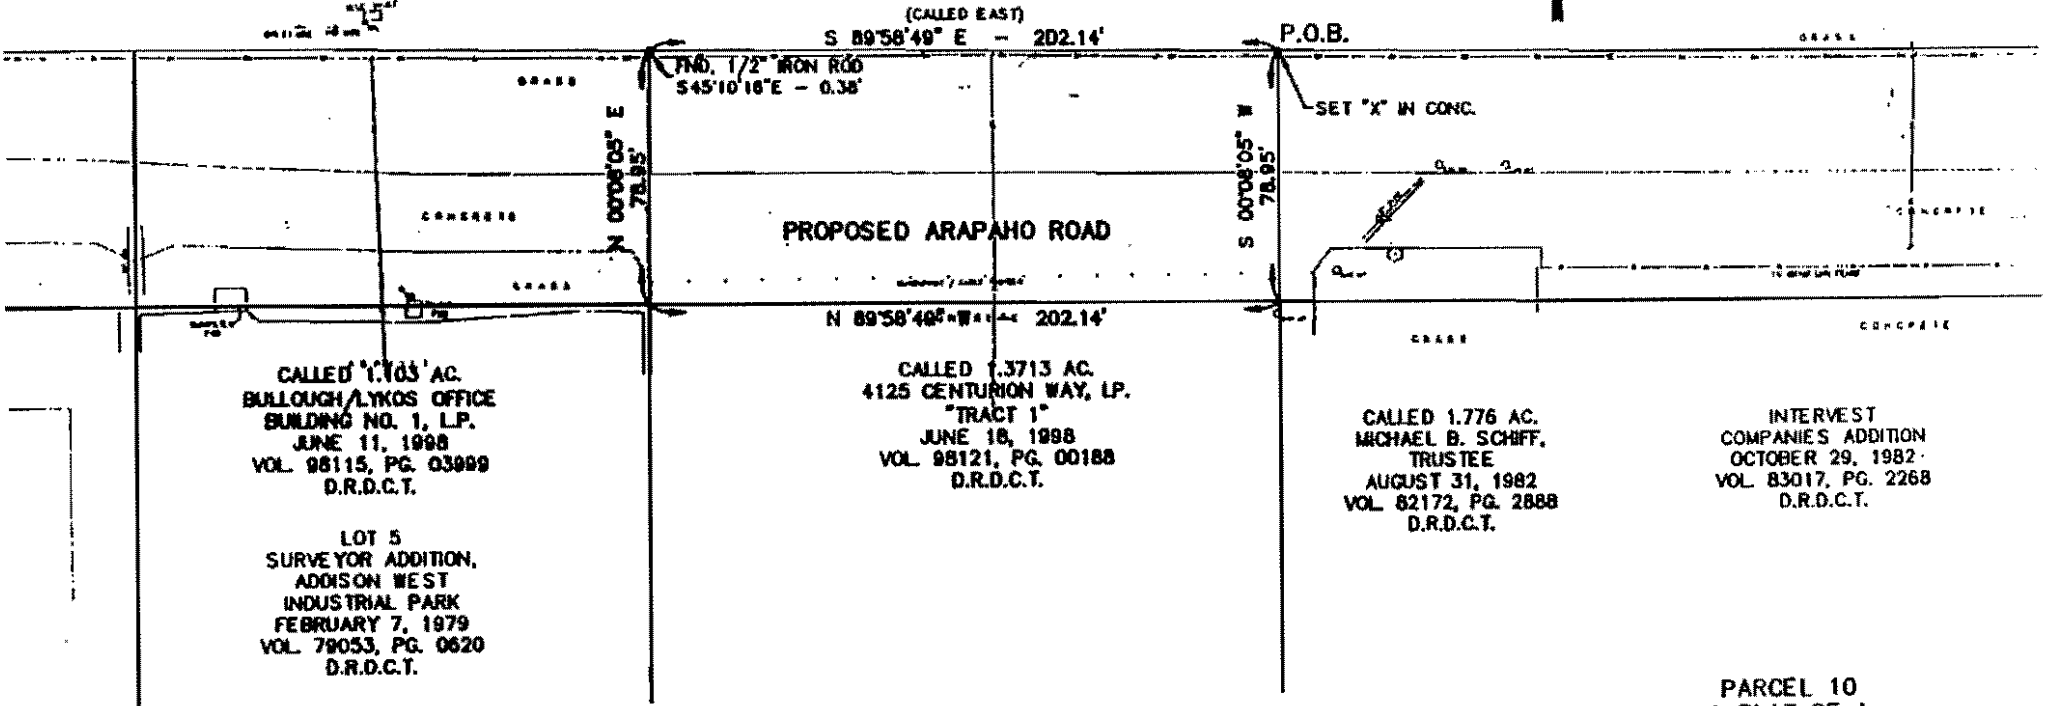 (CALLED EAST)
S 89°58'49" E - 202.14'
P.O.B.
GRASS
FND. 1/2" IRON ROD
S45°10'16"E - 0.38'
GRASS
SET "X" IN CONC.
N 00°08'05" E
78.95'
S 00°08'05" W
78.95'
CONCRETE
PROPOSED ARAPAHO ROAD
CONCRETE
GRASS
N 89°58'49" W 202.14'
GRASS
CONCRETE
CALLED 1.103 AC.
BULLOUGH/LYKOS OFFICE
BUILDING NO. 1, L.P.
JUNE 11, 1998
VOL. 98115, PG. 03999
D.R.D.C.T.
LOT 5
SURVEYOR ADDITION,
ADDISON WEST
INDUSTRIAL PARK
FEBRUARY 7, 1979
VOL. 79053, PG. 0620
D.R.D.C.T.
CALLED 1.3713 AC.
4125 CENTURION WAY, LP.
"TRACT 1"
JUNE 18, 1998
VOL. 98121, PG. 00188
D.R.D.C.T.
CALLED 1.776 AC.
MICHAEL B. SCHIFF,
TRUSTEE
AUGUST 31, 1982
VOL. 82172, PG. 2888
D.R.D.C.T.
INTERVEST
COMPANIES ADDITION
OCTOBER 29, 1982
VOL. 83017, PG. 2268
D.R.D.C.T.
PARCEL 10